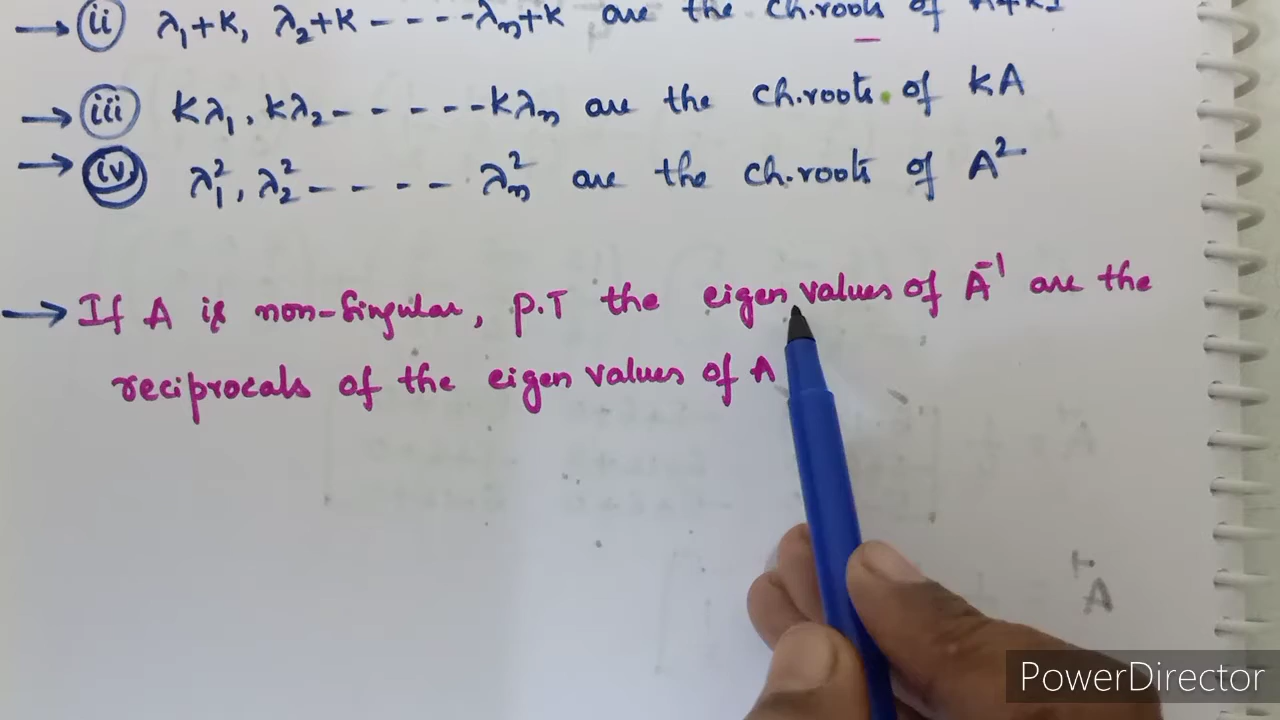 (ii) λ₁+K, λ₂+K ----- λₙ+K are the ch.roots of A+KI
(iii) Kλ₁, Kλ₂------Kλₙ are the ch.roots of KA
(iv) λ₁², λ₂²----- λₙ² are the ch.roots of A²
If A is non-singular, P.T the eigen values of A⁻¹ are the
reciprocals of the eigen values of A
PowerDirector